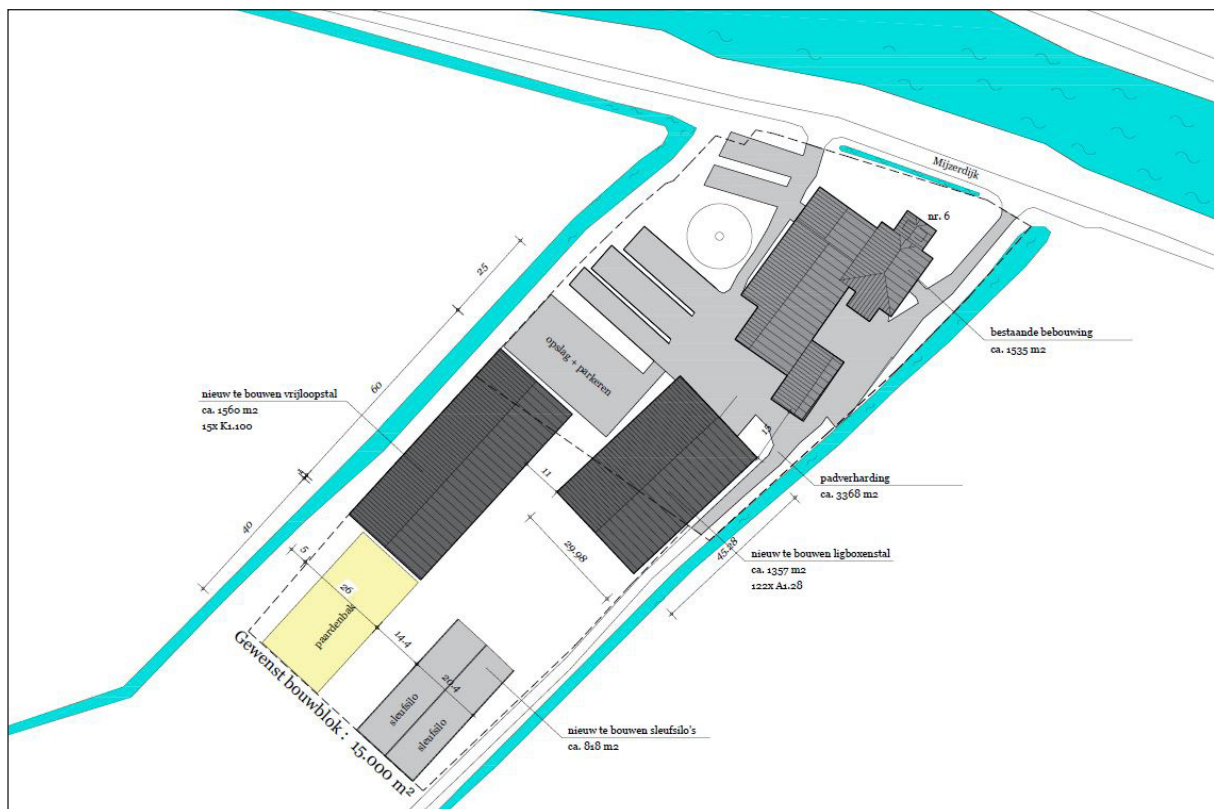 Mijzerdijk
nr. 6
25
bestaande bebouwing
ca. 1535 m2
opslag + parkeren
60
nieuw te bouwen vrijloopstal
ca. 1560 m2
15x K1.100
15
11
padverharding
ca. 3368 m2
40
29.98
45.28
nieuw te bouwen ligboxenstal
ca. 1357 m2
122x A1.28
5
26
paardenbak
14.4
20.4
sleufsilo
sleufsilo
nieuw te bouwen sleufsilo's
ca. 818 m2
Gewenst bouwblok : 15.000 m²